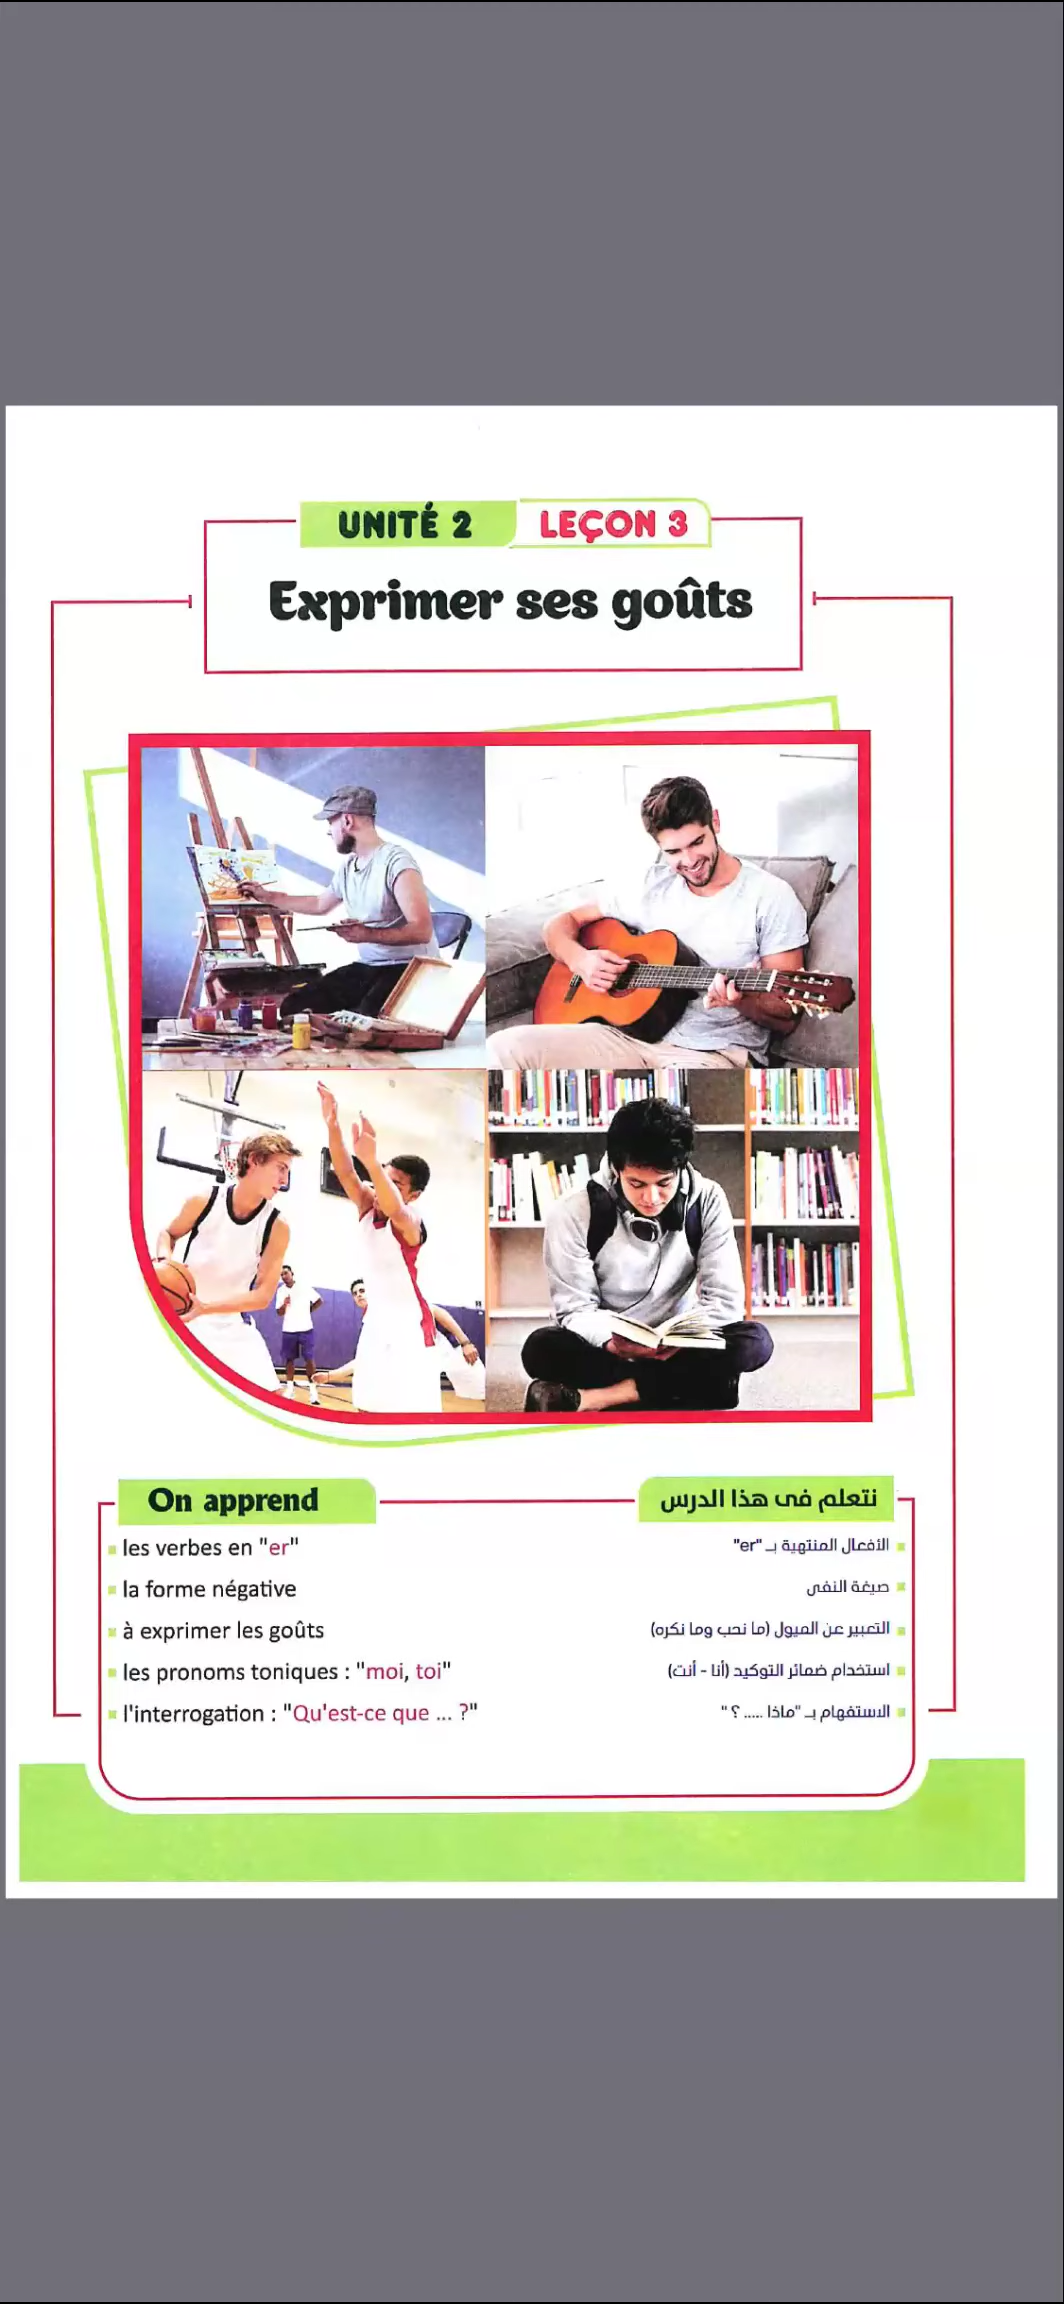 UNITÉ 2 LEÇON 3
Exprimer ses goûts
On apprend
les verbes en "er"
la forme négative
à exprimer les goûts
les pronoms toniques : "moi, toi"
l'interrogation : "Qu'est-ce que ... ?"
نتعلم فى هذا الدرس
الأفعال المنتهية بـ "er"
صيغة النفى
التعبير عن الميول (ما نحب وما نكره)
استخدام ضمائر التوكيد (أنا - أنت)
الاستفهام بـ "ماذا ..... ؟ "